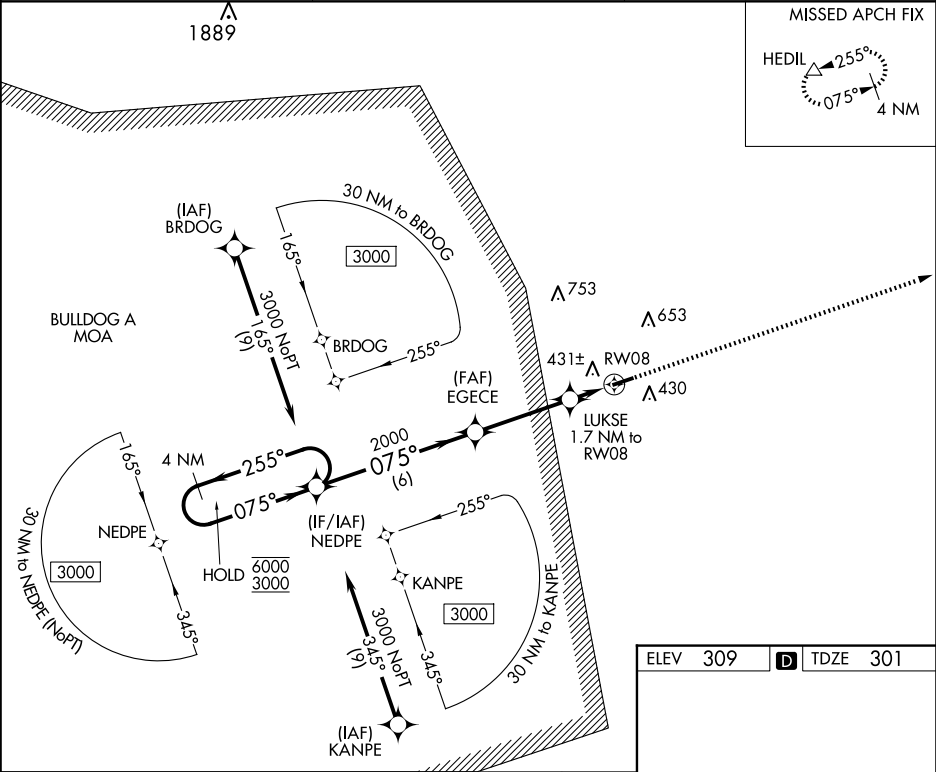 1889
MISSED APCH FIX
HEDIL
255°
075°
4 NM
(IAF)
BRDOG
30 NM to BRDOG
165°
3000
3000 NoPT
165°
(9)
BRDOG
255°
BULLDOG A
MOA
753
653
431±
RW08
430
(FAF)
EGECE
LUKSE
1.7 NM to
RW08
2000
075°
(6)
4 NM
255°
075°
(IF/IAF)
NEDPE
HOLD
6000
3000
165°
NEDPE
30 NM to NEDPE (NoPT)
3000
345°
255°
KANPE
3000
30 NM to KANPE
345°
3000 NoPT
345°
(9)
(IAF)
KANPE
ELEV 309 D TDZE 301